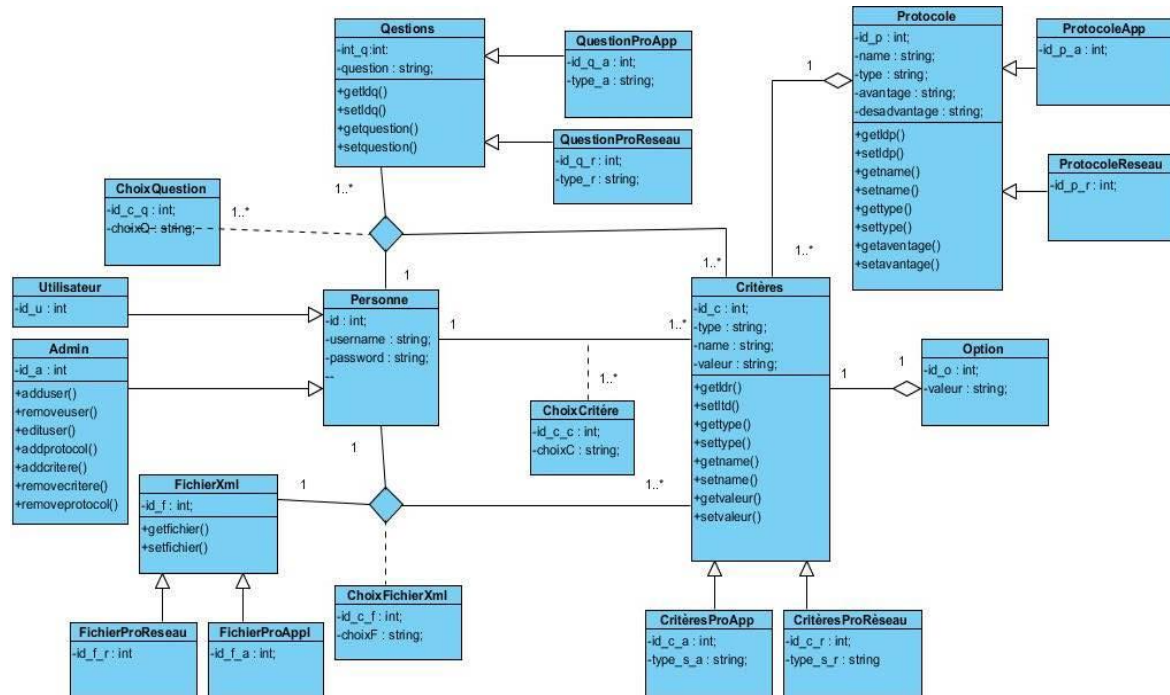 Qestions
-int_q:int:
-question : string;
+getIdq()
+setIdq()
+getquestion()
+setquestion()
QuestionProApp
-id_q_a : int;
-type_a : string;
QuestionProReseau
-id_q_r : int;
-type_r : string;
Protocole
-id_p : int;
-name : string;
-type : string;
-avantage : string;
-desadvantage : string;
+getIdp()
+setIdp()
+getname()
+setname()
+gettype()
+settype()
+getaventage()
+setavantage()
ProtocoleApp
-id_p_a : int;
ProtocoleReseau
-id_p_r : int;
1
1..*
ChoixQuestion
-id_c_q : int;
-choixQ : string;
1..*
1..*
1
1..*
Utilisateur
-id_u : int
Admin
-id_a : int
+adduser()
+removeuser()
+edituser()
+addprotocol()
+addcritere()
+removecritere()
+removeprotocol()
Personne
-id : int;
-username : string;
-password : string;
--
1
1..*
1..*
ChoixCritére
-id_c_c : int;
-choixC : string;
Critères
-id_c : int;
-type : string;
-name : string;
-valeur : string;
+getIdr()
+setItd()
+gettype()
+settype()
+getname()
+setname()
+getvaleur()
+setvaleur()
1
1
Option
-id_o : int;
-valeur : string;
1
1
1..*
FichierXml
-id_f : int;
+getfichier()
+setfichier()
FichierProReseau
-id_f_r : int
FichierProAppl
-id_f_a : int;
ChoixFichierXml
-id_c_f : int;
-choixF : string;
CritèresProApp
-id_c_a : int;
-type_s_a : string;
CritèresProRèseau
-id_c_r : int;
-type_s_r : string